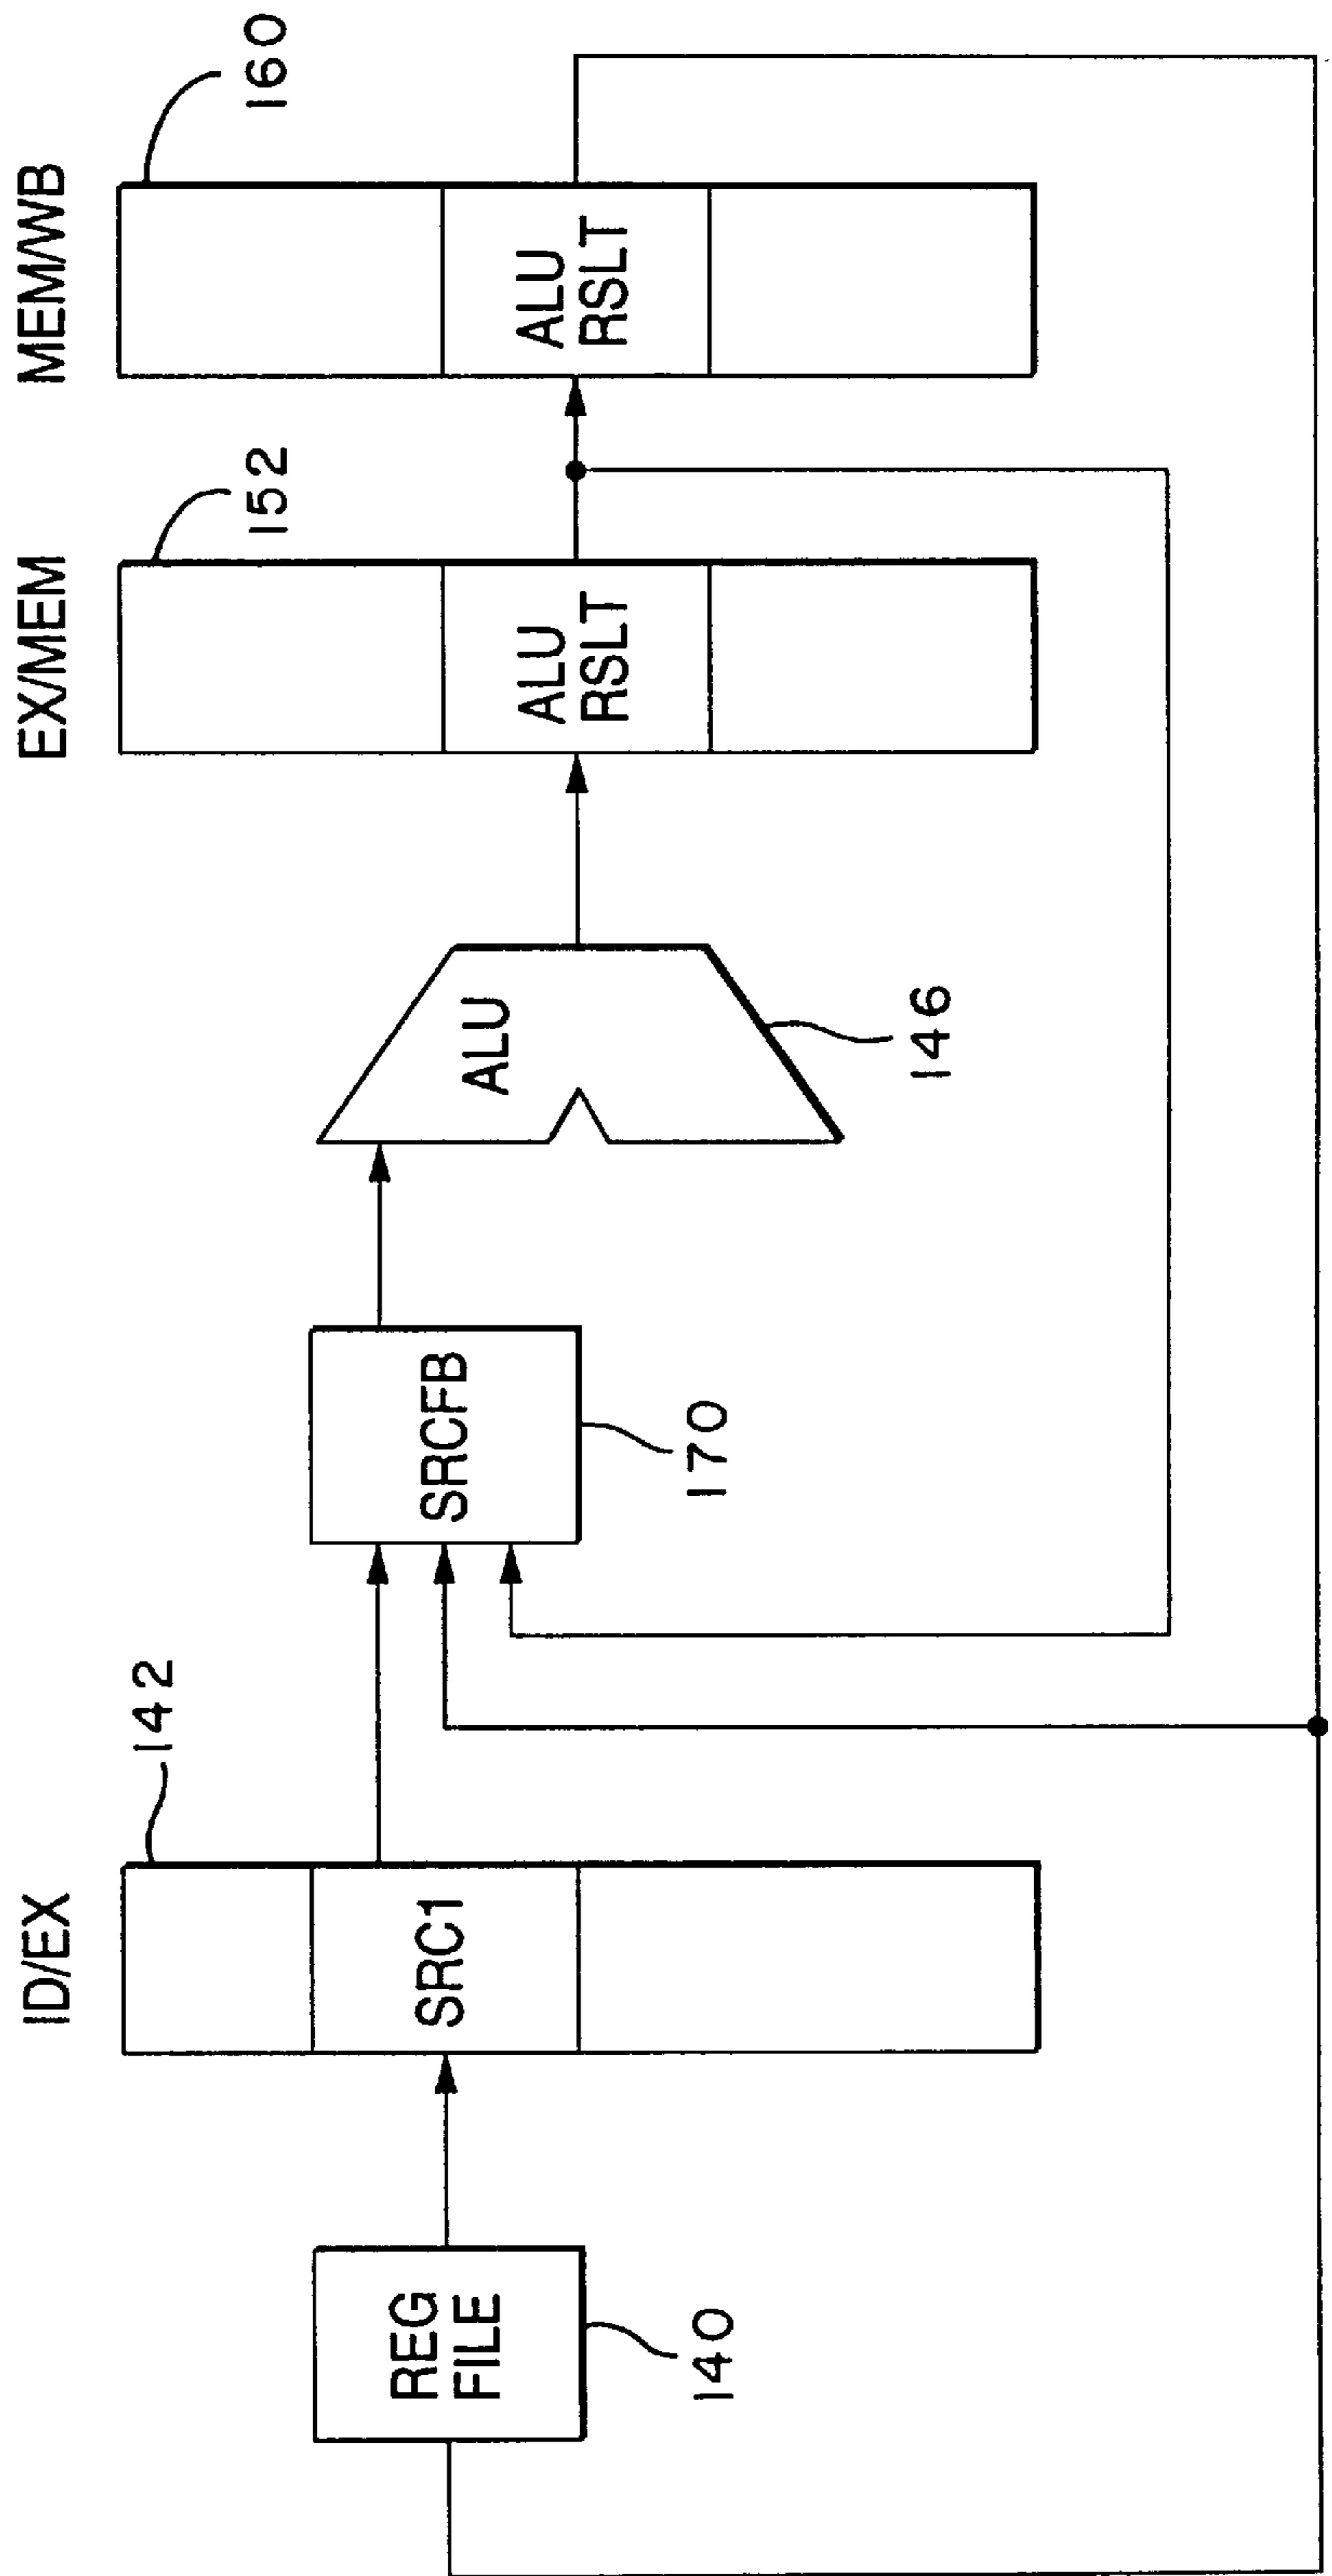 ID/EX
EX/MEM
MEM/WB
142
152
160
REG
FILE
140
SRC1
SRCFB
170
ALU
146
ALU
RSLT
ALU
RSLT